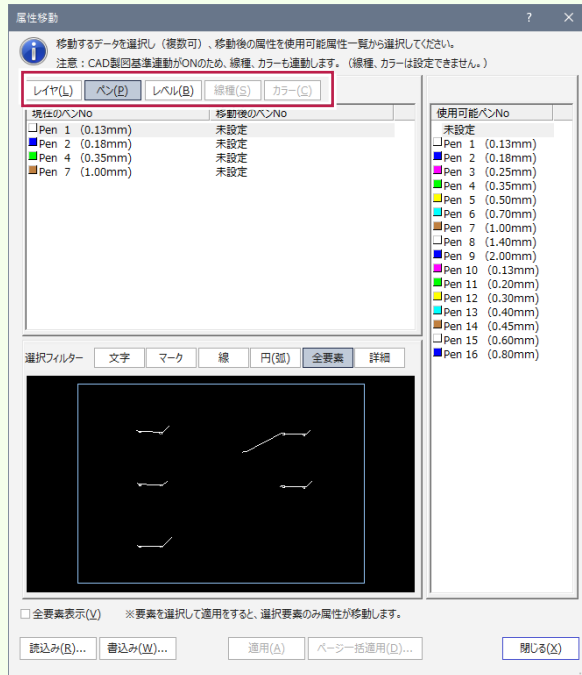 属性移動 ? ×
移動するデータを選択し（複数可）、移動後の属性を使用可能属性一覧から選択してください。
注意：CAD製図基準連動がONのため、線種、カラーも連動します。（線種、カラーは設定できません。）
レイヤ(L) ペン(P) レベル(B) 線種(S) カラー(C)
現在のペンNo 移動後のペンNo
Pen 1 (0.13mm) 未設定
Pen 2 (0.18mm) 未設定
Pen 4 (0.35mm) 未設定
Pen 7 (1.00mm) 未設定
使用可能ペンNo
未設定
Pen 1 (0.13mm)
Pen 2 (0.18mm)
Pen 3 (0.25mm)
Pen 4 (0.35mm)
Pen 5 (0.50mm)
Pen 6 (0.70mm)
Pen 7 (1.00mm)
Pen 8 (1.40mm)
Pen 9 (2.00mm)
Pen 10 (0.13mm)
Pen 11 (0.20mm)
Pen 12 (0.30mm)
Pen 13 (0.40mm)
Pen 14 (0.45mm)
Pen 15 (0.60mm)
Pen 16 (0.80mm)
選択フィルター 文字 マーク 線 円(弧) 全要素 詳細
全要素表示(V) ※要素を選択して適用をすると、選択要素のみ属性が移動します。
読込み(R)... 書込み(W)... 適用(A) ページ一括適用(D)... 閉じる(X)